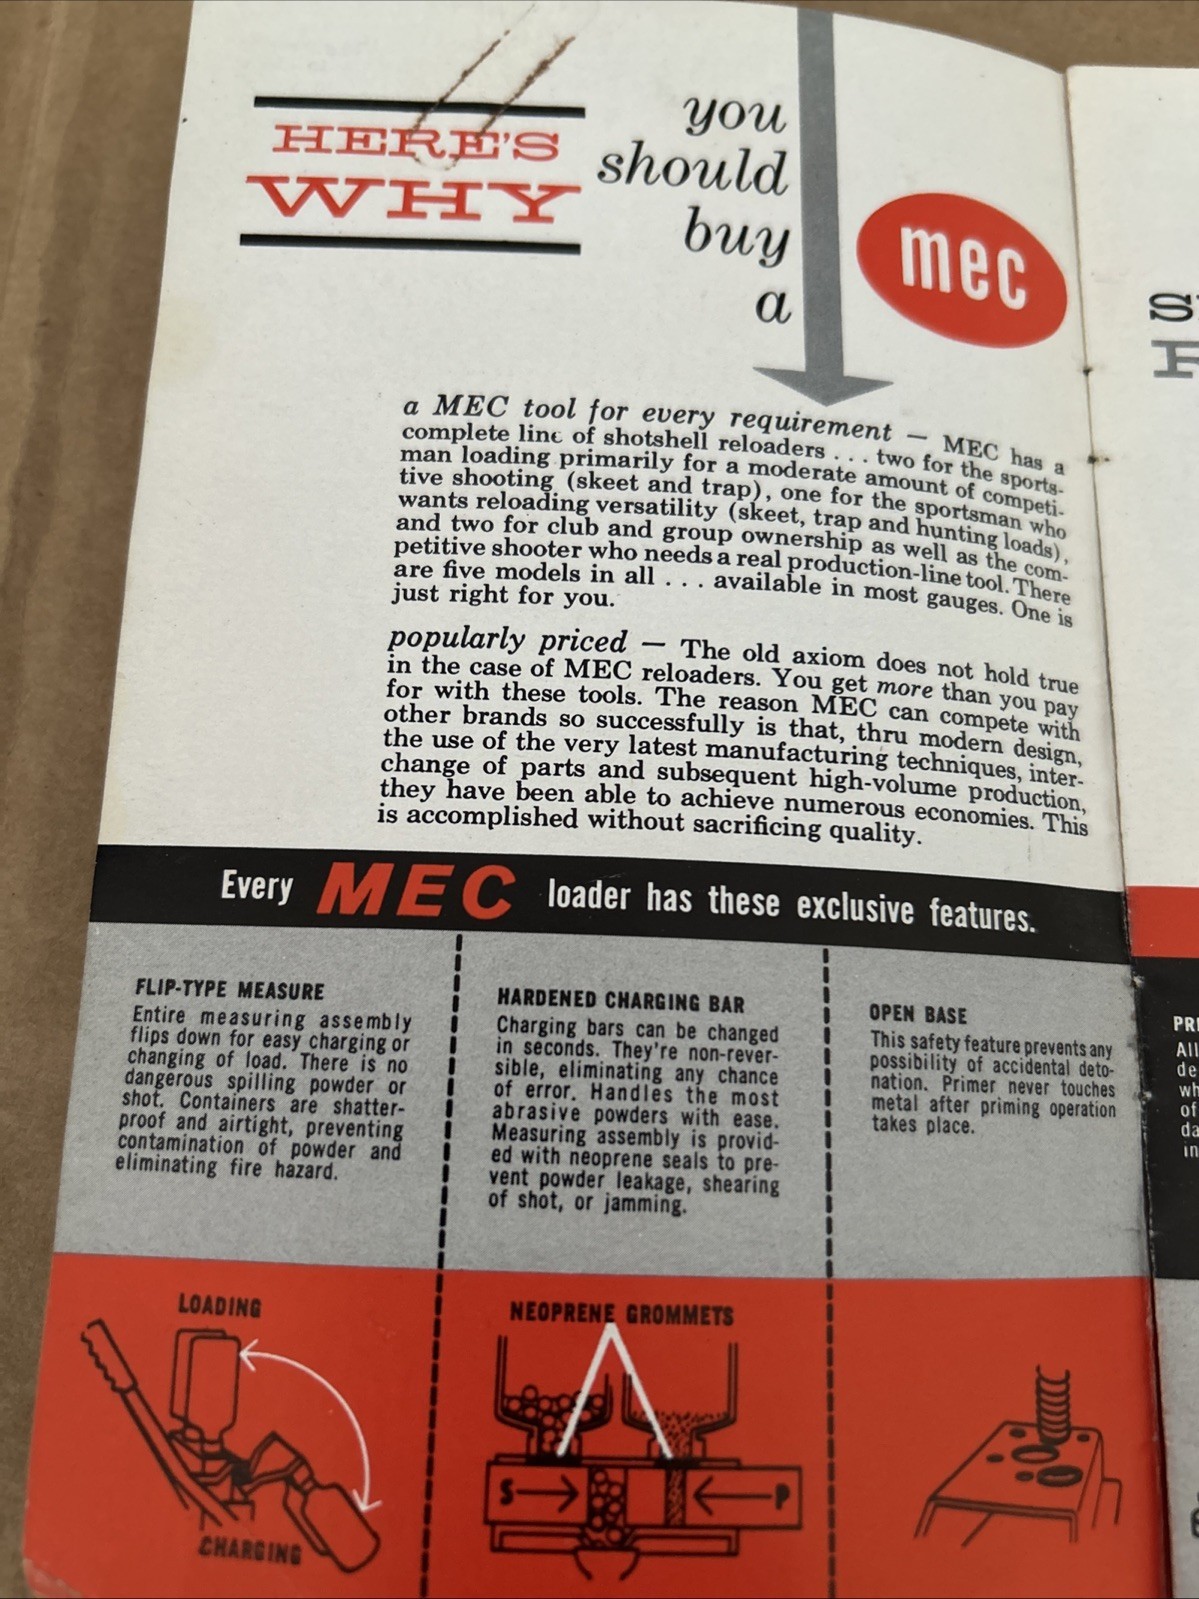 HERE'S
WHY
you
should
buy
a
mec
a MEC tool for every requirement — MEC has a
complete line of shotshell reloaders . . . two for the sports-
man loading primarily for a moderate amount of competi-
tive shooting (skeet and trap), one for the sportsman who
wants reloading versatility (skeet, trap and hunting loads),
and two for club and group ownership as well as the com-
petitive shooter who needs a real production-line tool. There
are five models in all . . . available in most gauges. One is
just right for you.
popularly priced — The old axiom does not hold true
in the case of MEC reloaders. You get more than you pay
for with these tools. The reason MEC can compete with
other brands so successfully is that, thru modern design,
the use of the very latest manufacturing techniques, inter-
change of parts and subsequent high-volume production,
they have been able to achieve numerous economies. This
is accomplished without sacrificing quality.
Every MEC loader has these exclusive features.
FLIP-TYPE MEASURE
Entire measuring assembly
flips down for easy charging or
changing of load. There is no
dangerous spilling powder or
shot. Containers are shatter-
proof and airtight, preventing
contamination of powder and
eliminating fire hazard.
HARDENED CHARGING BAR
Charging bars can be changed
in seconds. They're non-rever-
sible, eliminating any chance
of error. Handles the most
abrasive powders with ease.
Measuring assembly is provid-
ed with neoprene seals to pre-
vent powder leakage, shearing
of shot, or jamming.
OPEN BASE
This safety feature prevents any
possibility of accidental deto-
nation. Primer never touches
metal after priming operation
takes place.
LOADING
CHARGING
NEOPRENE GROMMETS
S
P
PRI
All
de
wh
of
da
in